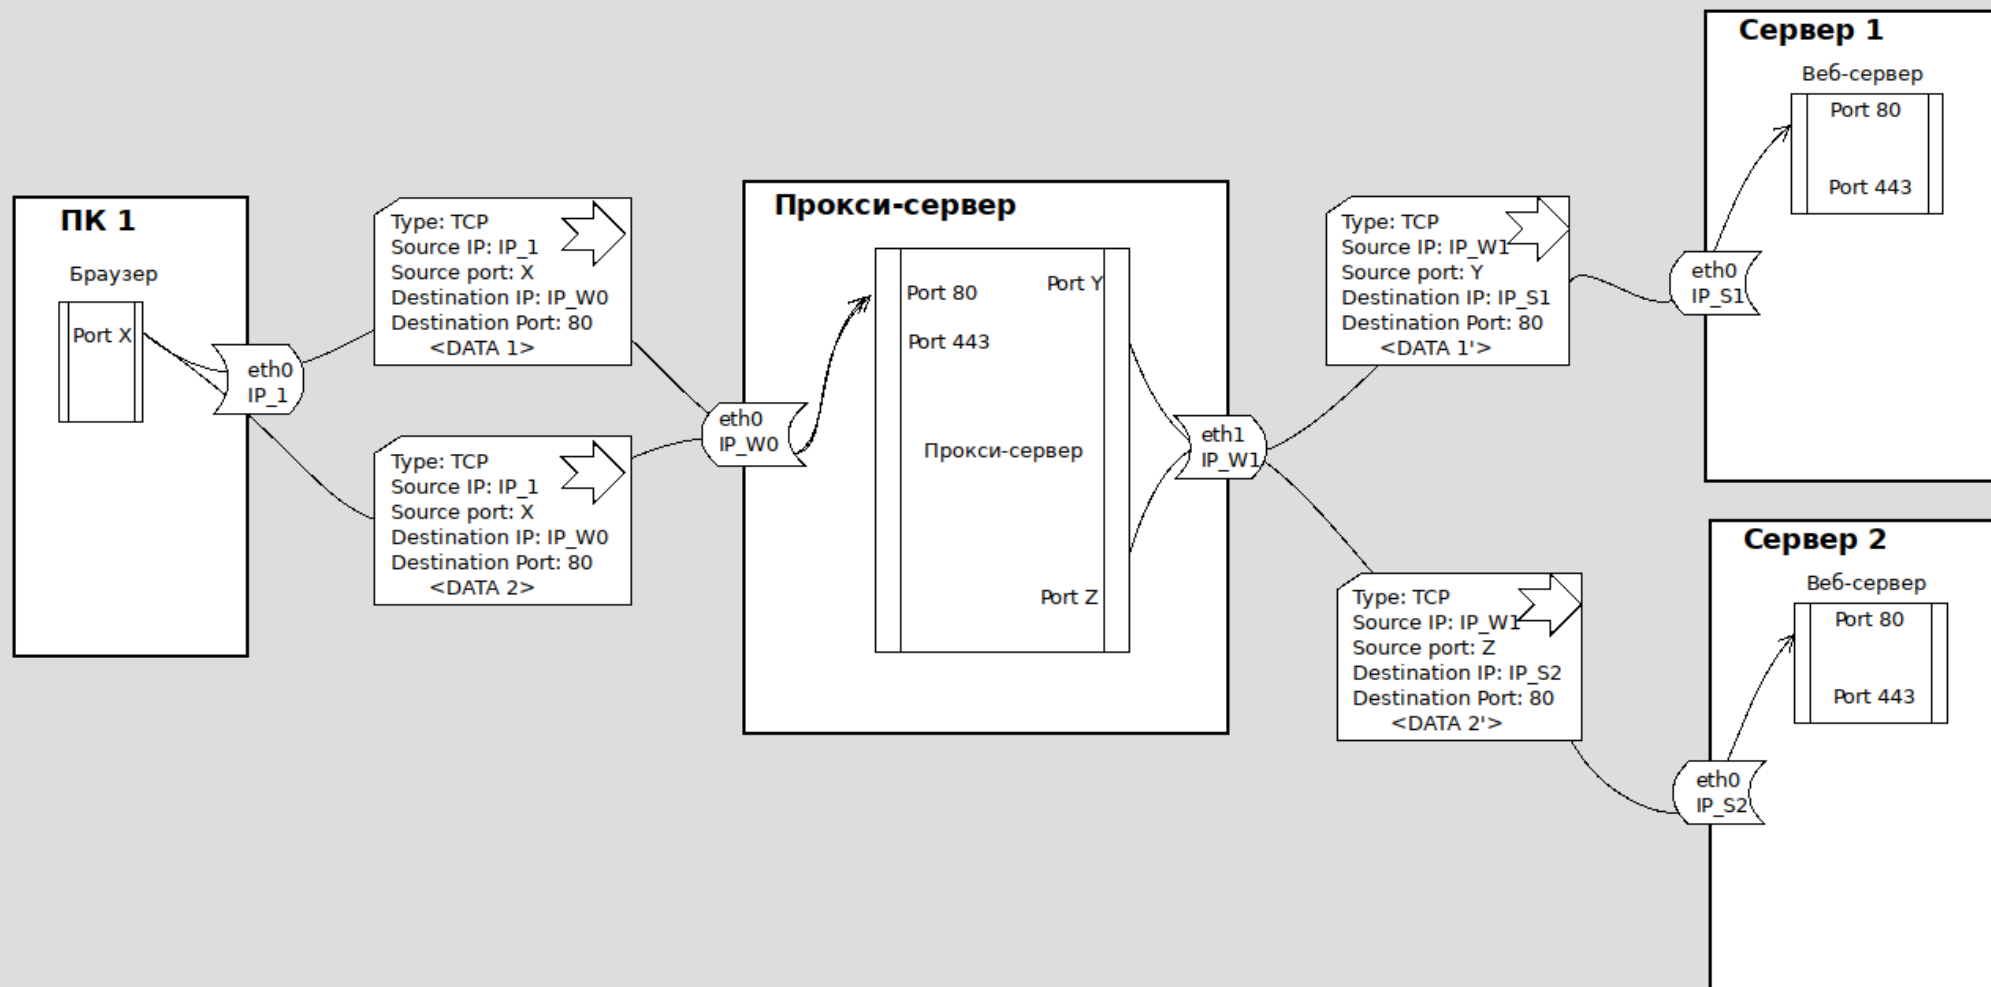 ПК 1
Браузер
Port X
eth0
IP_1
Type: TCP
Source IP: IP_1
Source port: X
Destination IP: IP_W0
Destination Port: 80
<DATA 1>
Type: TCP
Source IP: IP_1
Source port: X
Destination IP: IP_W0
Destination Port: 80
<DATA 2>
Прокси-сервер
eth0
IP_W0
Port 80
Port 443
Port Y
Прокси-сервер
Port Z
eth1
IP_W1
Type: TCP
Source IP: IP_W1
Source port: Y
Destination IP: IP_S1
Destination Port: 80
<DATA 1'>
Type: TCP
Source IP: IP_W1
Source port: Z
Destination IP: IP_S2
Destination Port: 80
<DATA 2'>
Сервер 1
Веб-сервер
Port 80
Port 443
eth0
IP_S1
Сервер 2
Веб-сервер
Port 80
Port 443
eth0
IP_S2